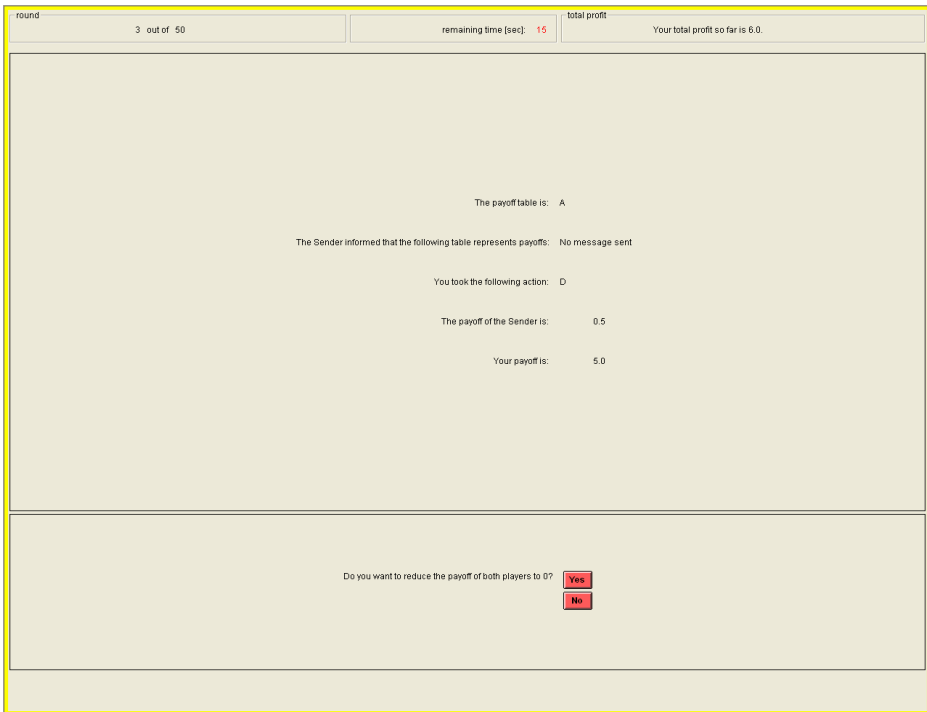 round
3 out of 50
remaining time [sec]: 15
total profit
Your total profit so far is 6.0.
The payoff table is: A
The Sender informed that the following table represents payoffs: No message sent
You took the following action: D
The payoff of the Sender is: 0.5
Your payoff is: 5.0
Do you want to reduce the payoff of both players to 0? Yes
No